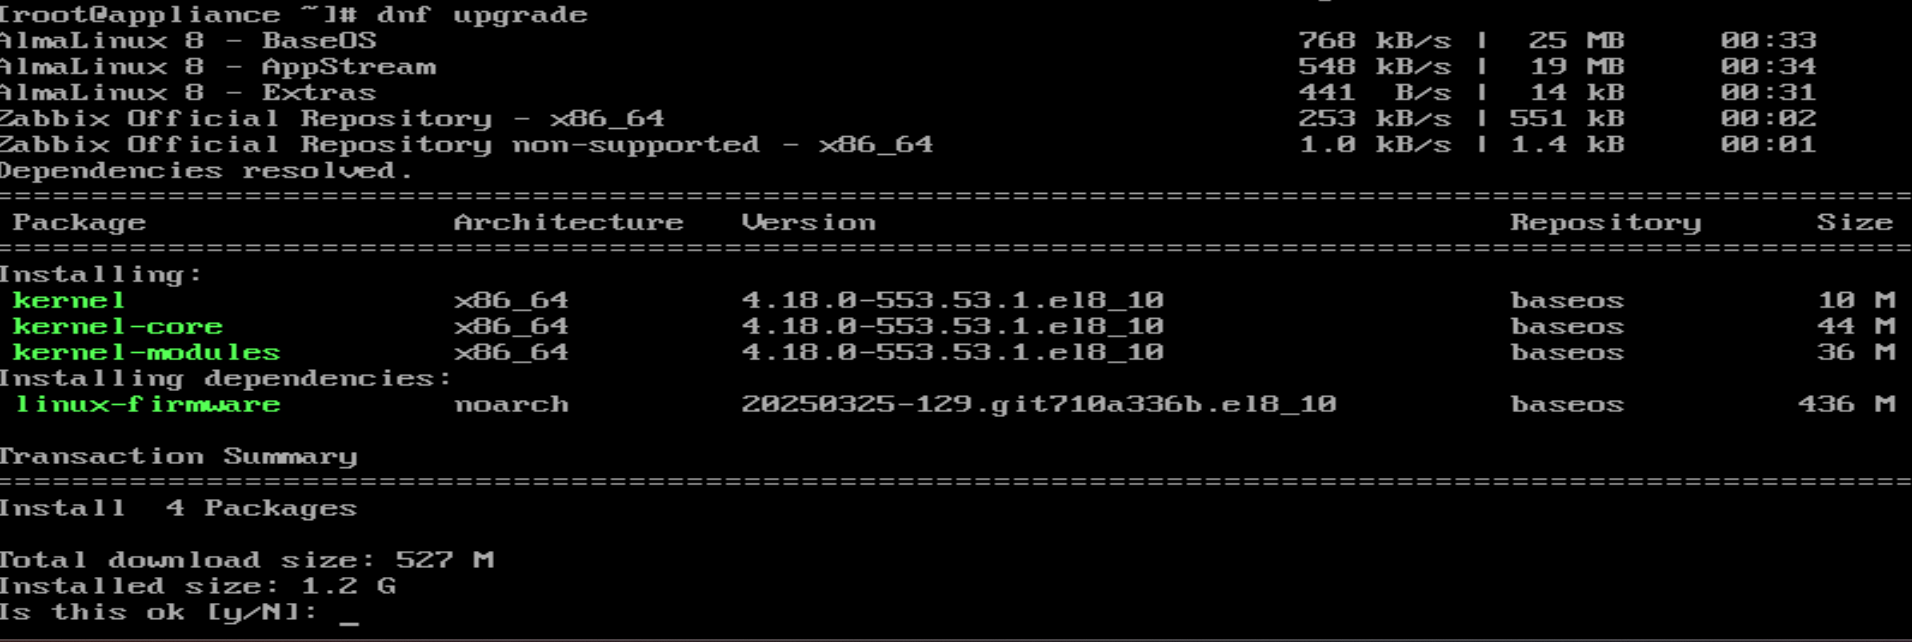 [root@appliance ~]# dnf upgrade
AlmaLinux 8 - BaseOS 768 kB/s | 25 MB 00:33
AlmaLinux 8 - AppStream 548 kB/s | 19 MB 00:34
AlmaLinux 8 - Extras 441 B/s | 14 kB 00:31
Zabbix Official Repository - x86_64 253 kB/s | 551 kB 00:02
Zabbix Official Repository non-supported - x86_64 1.0 kB/s | 1.4 kB 00:01
Dependencies resolved.
================================================================================
Package Architecture Version Repository Size
================================================================================
Installing:
kernel x86_64 4.18.0-553.53.1.el8_10 baseos 10 M
kernel-core x86_64 4.18.0-553.53.1.el8_10 baseos 44 M
kernel-modules x86_64 4.18.0-553.53.1.el8_10 baseos 36 M
Installing dependencies:
linux-firmware noarch 20250325-129.git710a336b.el8_10 baseos 436 M
Transaction Summary
================================================================================
Install 4 Packages
Total download size: 527 M
Installed size: 1.2 G
Is this ok [y/N]: _